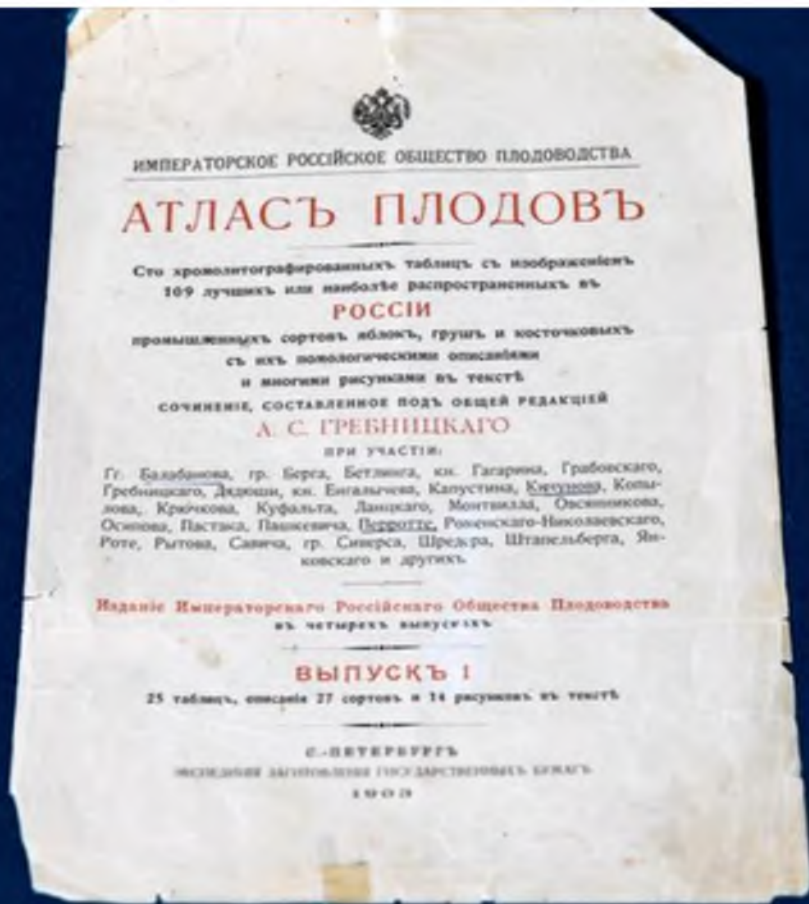 ИМПЕРАТОРСКОЕ РОССІЙСКОЕ ОБЩЕСТВО ПЛОДОВОДСТВА
АТЛАСЪ ПЛОДОВЪ
Сто хромолитографированныхъ таблицъ съ изображеніемъ
109 лучшихъ или наиболѣе распространенныхъ въ
РОССІИ
промышленныхъ сортовъ яблокъ, грушъ и косточковыхъ
съ ихъ помологическими описаніями
и многими рисунками въ текстѣ
СОЧИНЕНІЕ, СОСТАВЛЕННОЕ ПОДЪ ОБЩЕЙ РЕДАКЦІЕЙ
А. С. ГРЕБНИЦКАГО
ПРИ УЧАСТІИ:
Гг. Балабанова, гр. Берга, Бетлинга, кн. Гагарина, Грабовскаго,
Гребницкаго, Дядюши, кн. Енгалычева, Капустина, Кичунова, Копы-
лова, Крючкова, Куфальта, Ланцкаго, Монтвилла, Овсянникова,
Осипова, Пастака, Пашкевича, Перротте, Роменскаго-Николаевскаго,
Роте, Рытова, Савича, гр. Сиверса, Шредера, Штапельберга, Ян-
ковскаго и другихъ
Изданіе Императорскаго Россійскаго Общества Плодоводства
въ четырехъ выпускахъ
ВЫПУСКЪ I
25 таблицъ, описанія 27 сортовъ и 14 рисунковъ въ текстѣ
С.-ПЕТЕРБУРГЪ
ЭКСПЕДИЦІЯ ЗАГОТОВЛЕНІЯ ГОСУДАРСТВЕННЫХЪ БУМАГЪ
1903